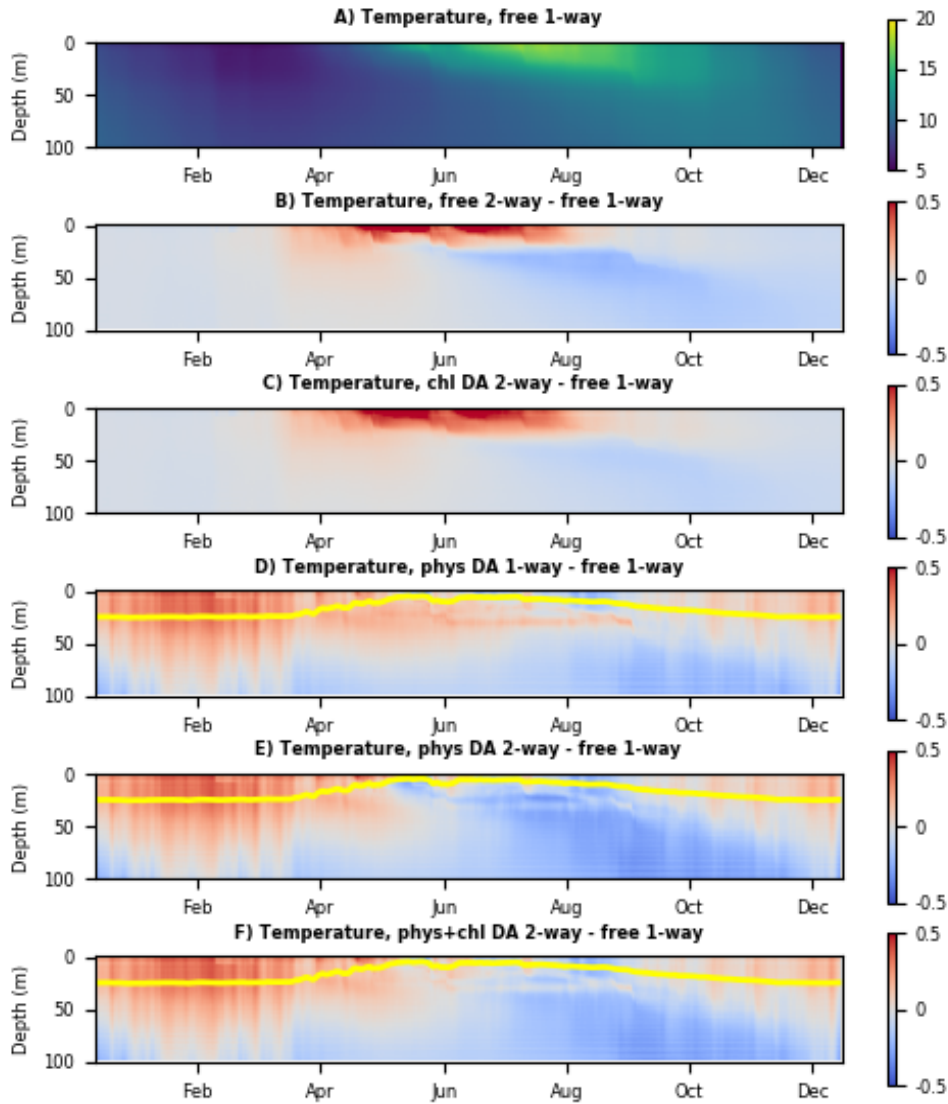 A) Temperature, free 1-way
Depth (m)
0
50
100
Feb Apr Jun Aug Oct Dec
20
15
10
5
B) Temperature, free 2-way - free 1-way
Depth (m)
0
50
100
Feb Apr Jun Aug Oct Dec
0.5
0
-0.5
C) Temperature, chl DA 2-way - free 1-way
Depth (m)
0
50
100
Feb Apr Jun Aug Oct Dec
0.5
0
-0.5
D) Temperature, phys DA 1-way - free 1-way
Depth (m)
0
50
100
Feb Apr Jun Aug Oct Dec
0.5
0
-0.5
E) Temperature, phys DA 2-way - free 1-way
Depth (m)
0
50
100
Feb Apr Jun Aug Oct Dec
0.5
0
-0.5
F) Temperature, phys+chl DA 2-way - free 1-way
Depth (m)
0
50
100
Feb Apr Jun Aug Oct Dec
0.5
0
-0.5